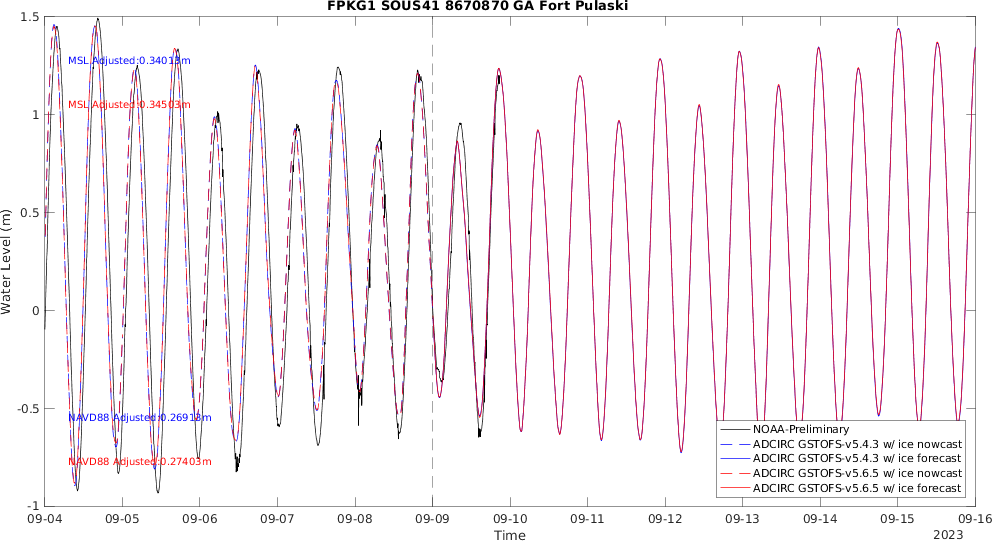 FPKG1 SOUS41 8670870 GA Fort Pulaski
1.5
1
0.5
0
-0.5
-1
Water Level (m)
MSL Adjusted:0.34013m
MSL Adjusted:0.34503m
NAVD88 Adjusted:0.26913m
NAVD88 Adjusted:0.27403m
NOAA-Preliminary
ADCIRC GSTOFS-v5.4.3 w/ ice nowcast
ADCIRC GSTOFS-v5.4.3 w/ ice forecast
ADCIRC GSTOFS-v5.6.5 w/ ice nowcast
ADCIRC GSTOFS-v5.6.5 w/ ice forecast
09-04 09-05 09-06 09-07 09-08 09-09 09-10 09-11 09-12 09-13 09-14 09-15 09-16
Time
2023